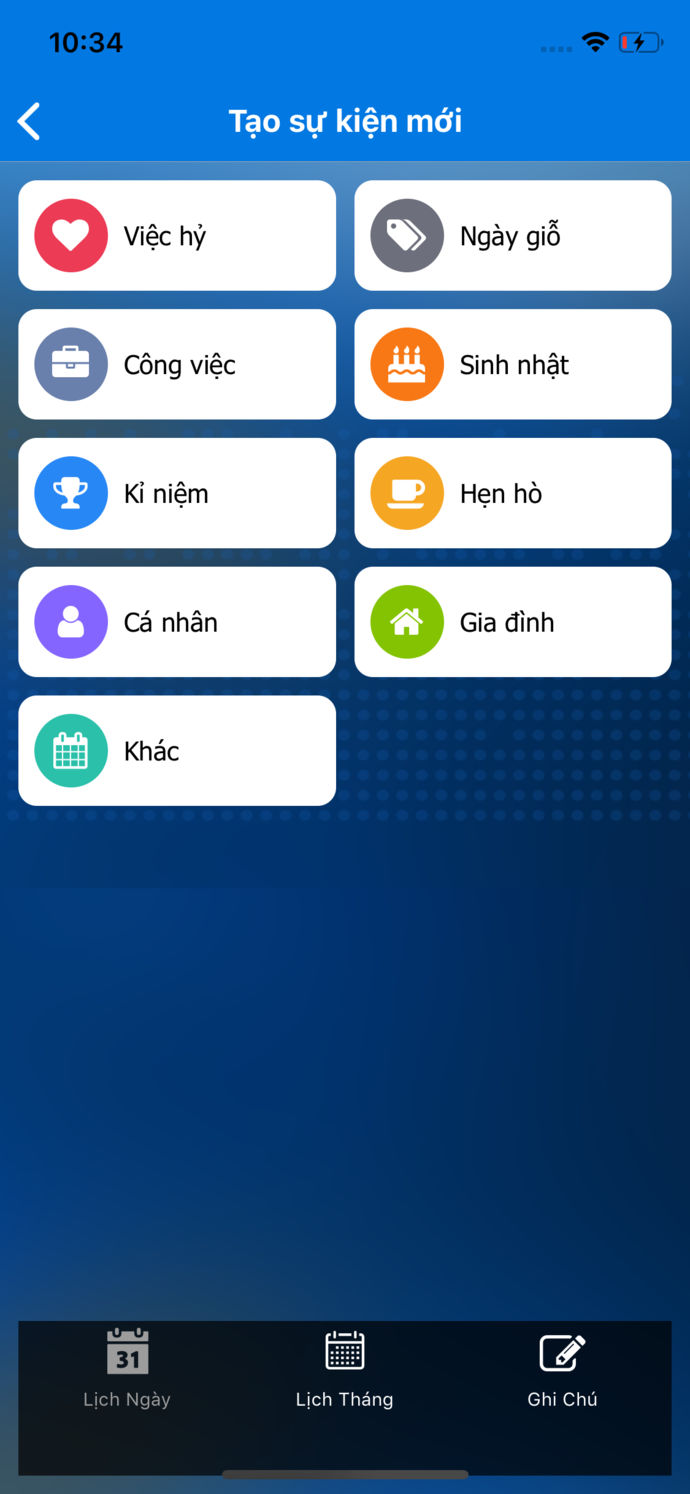 10:34
Tạo sự kiện mới
Việc hỷ
Ngày giỗ
Công việc
Sinh nhật
Kỉ niệm
Hẹn hò
Cá nhân
Gia đình
Khác
31
Lịch Ngày
Lịch Tháng
Ghi Chú